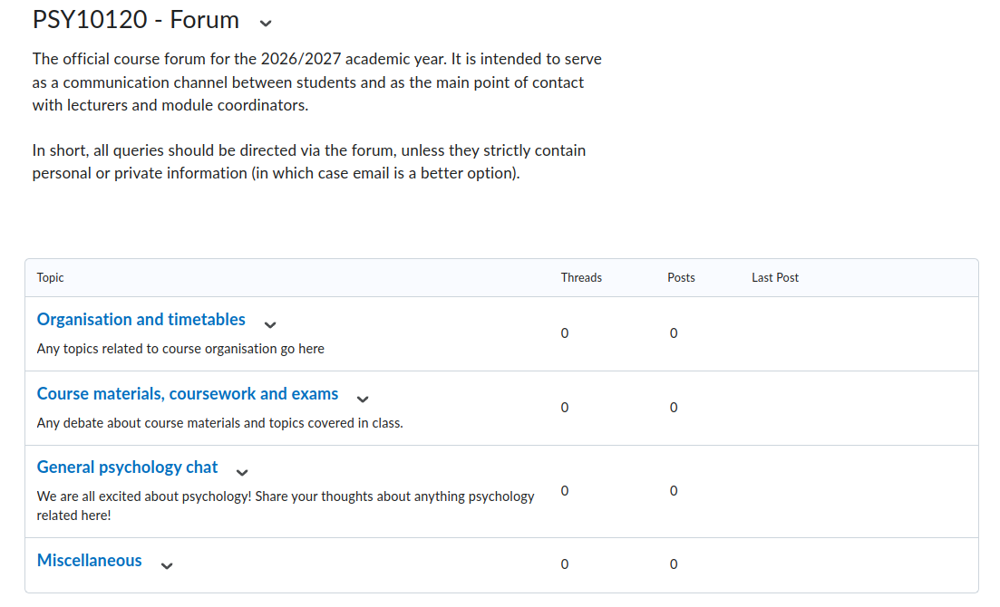 PSY10120 - Forum
The official course forum for the 2026/2027 academic year. It is intended to serve
as a communication channel between students and as the main point of contact
with lecturers and module coordinators.
In short, all queries should be directed via the forum, unless they strictly contain
personal or private information (in which case email is a better option).
Topic Threads Posts Last Post
Organisation and timetables
Any topics related to course organisation go here
0 0
Course materials, coursework and exams
Any debate about course materials and topics covered in class.
0 0
General psychology chat
We are all excited about psychology! Share your thoughts about anything psychology
related here!
0 0
Miscellaneous
0 0